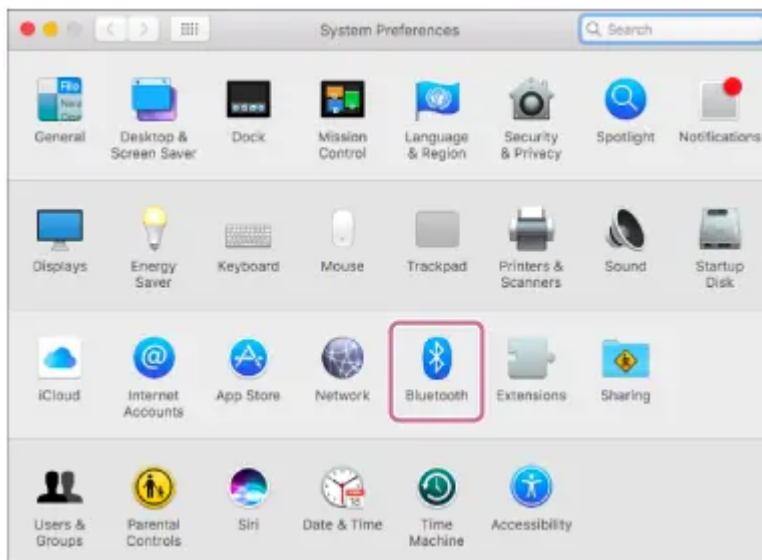 System Preferences
Search
General
Desktop &
Screen Saver
Dock
Mission
Control
Language
& Region
Security
& Privacy
Spotlight
Notifications
Displays
Energy
Saver
Keyboard
Mouse
Trackpad
Printers &
Scanners
Sound
Startup
Disk
iCloud
Internet
Accounts
App Store
Network
Bluetooth
Extensions
Sharing
Users &
Groups
Parental
Controls
Siri
Date & Time
Time
Machine
Accessibility